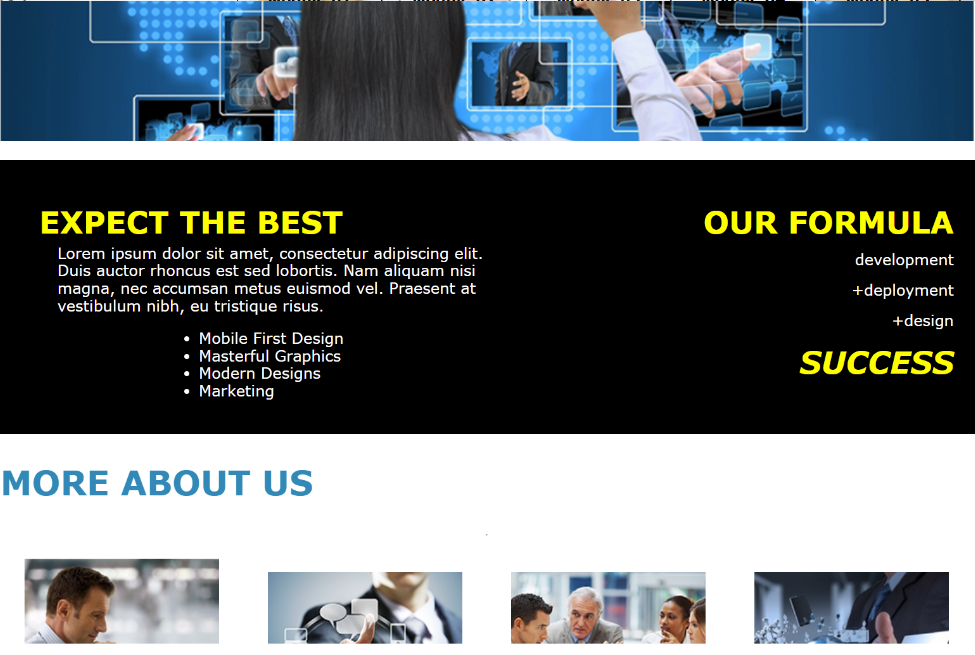 EXPECT THE BEST
Lorem ipsum dolor sit amet, consectetur adipiscing elit.
Duis auctor rhoncus est sed lobortis. Nam aliquam nisi
magna, nec accumsan metus euismod vel. Praesent at
vestibulum nibh, eu tristique risus.
• Mobile First Design
• Masterful Graphics
• Modern Designs
• Marketing
OUR FORMULA
development
+deployment
+design
SUCCESS
MORE ABOUT US